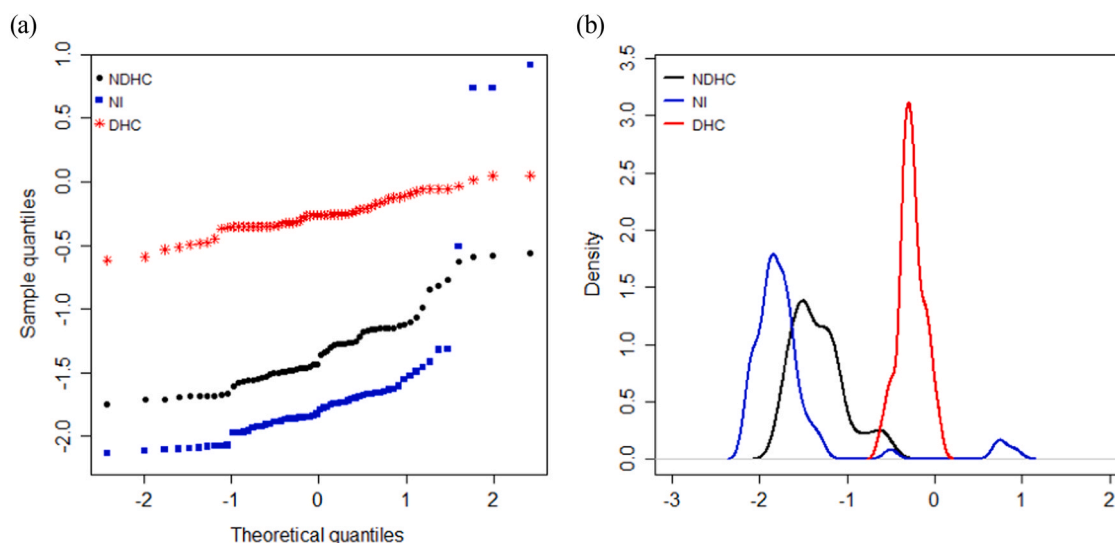 (a)
(b)
NDHC
NI
DHC
Sample quantiles
1.0
0.5
0.0
-0.5
-1.0
-1.5
-2.0
-2 -1 0 1 2
Theoretical quantiles
NDHC
NI
DHC
Density
3.5
3.0
2.5
2.0
1.5
1.0
0.5
0.0
-3 -2 -1 0 1 2